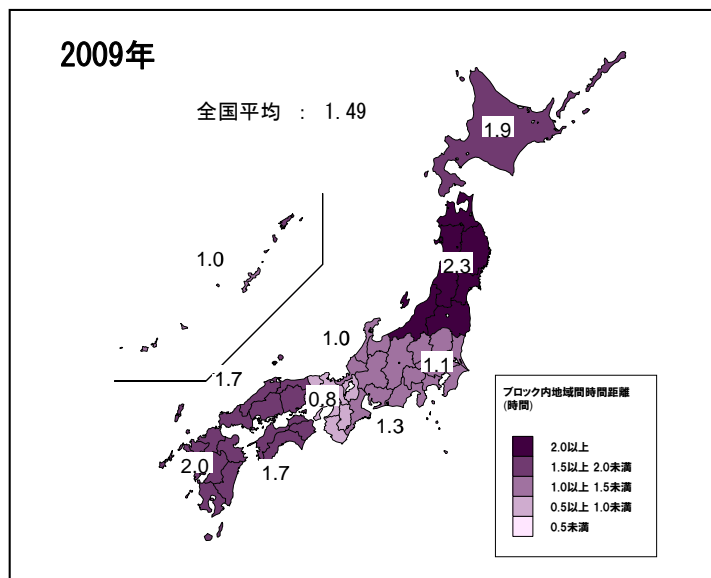 2009年
全国平均 : 1.49
1.9
1.0
2.3
1.0
1.1
1.7
0.8
1.3
2.0
1.7
ブロック内地域間時間距離
(時間)
2.0以上
1.5以上 2.0未満
1.0以上 1.5未満
0.5以上 1.0未満
0.5未満